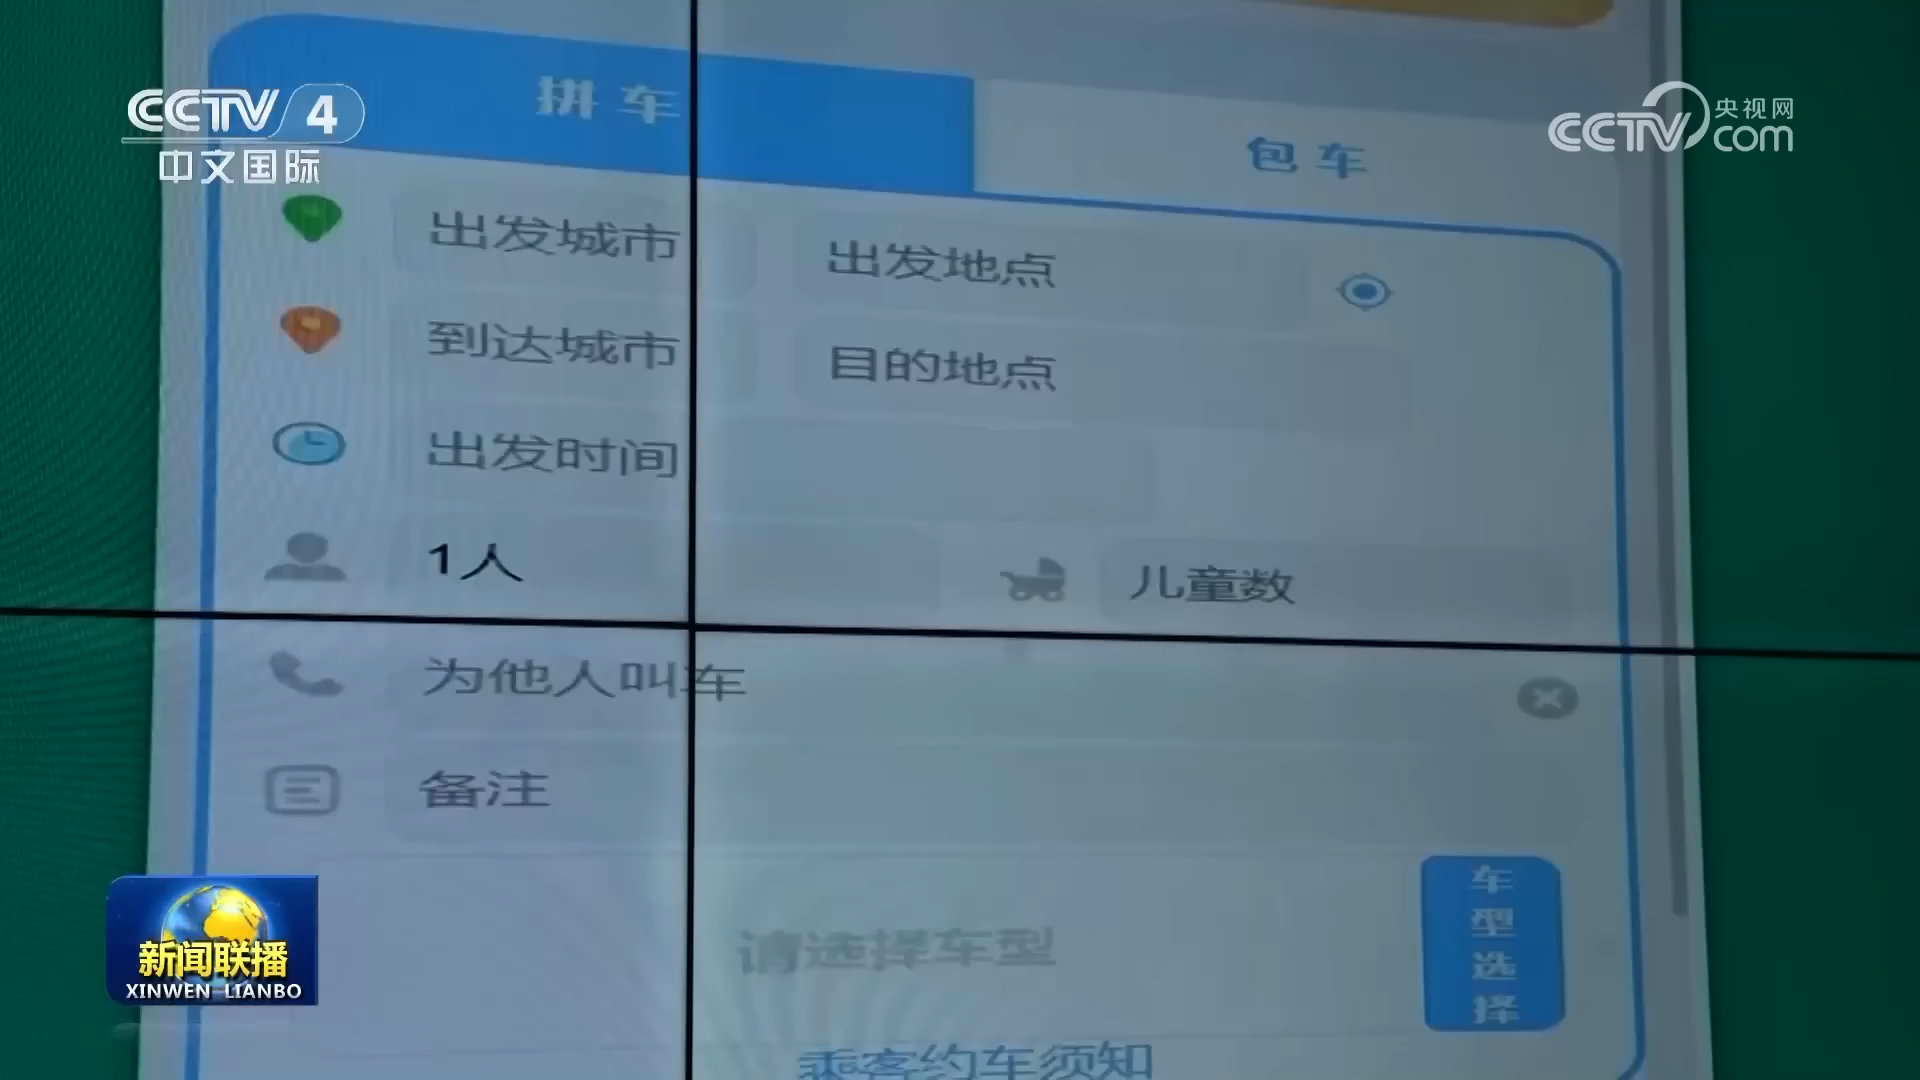 CCTV 4
中文国际
央视网
CCTV.com
拼车
包车
出发城市
出发地点
到达城市
目的地点
出发时间
1人
儿童数
为他人叫车
备注
请选择车型
车型选择
乘客约车须知
新闻联播
XINWEN LIANBO